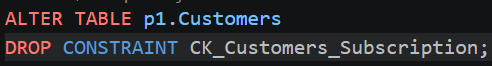 ALTER TABLE p1.Customers
DROP CONSTRAINT CK_Customers_Subscription;